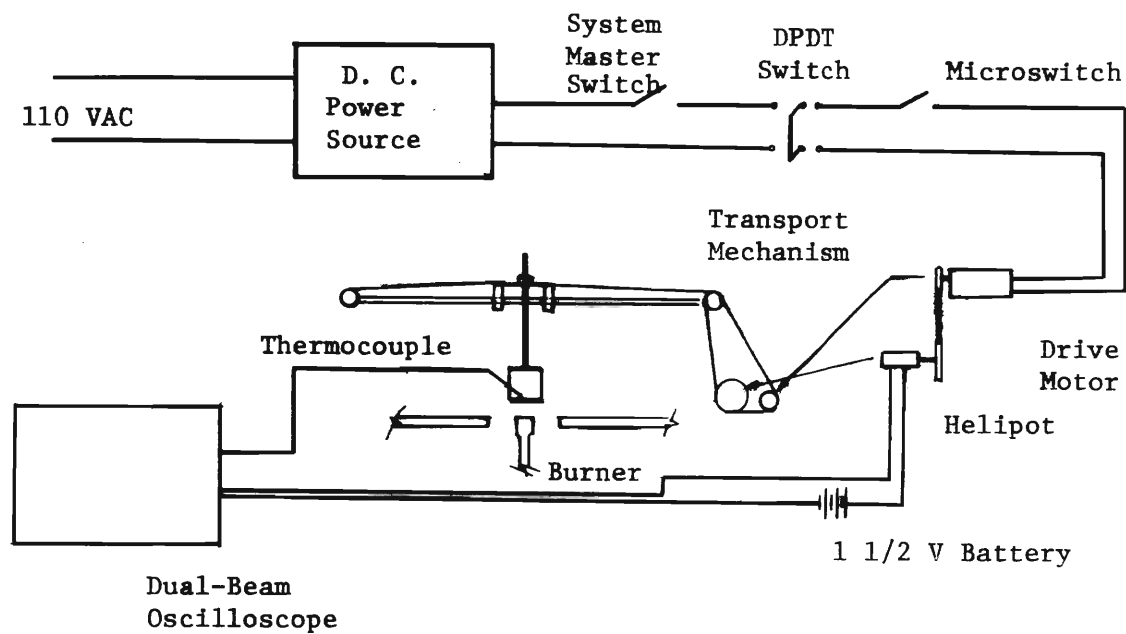 System
Master
Switch
DPDT
Switch
Microswitch
D. C.
Power
Source
110 VAC
Transport
Mechanism
Thermocouple
Drive
Motor
Helipot
Burner
1 1/2 V Battery
Dual-Beam
Oscilloscope